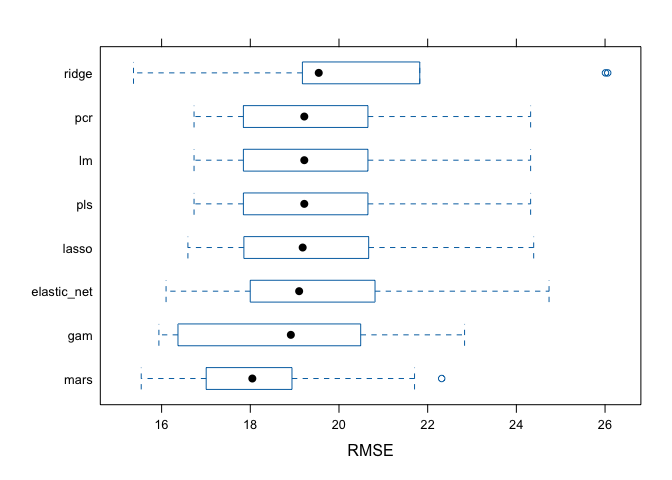 ridge
pcr
lm
pls
lasso
elastic_net
gam
mars
16 18 20 22 24 26
RMSE